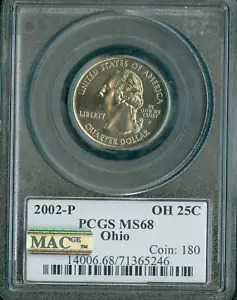 UNITED STATES OF AMERICA
LIBERTY
IN
GOD WE
TRUST
P
QUARTER DOLLAR
2002-P OH 25C
PCGS MS68
Ohio
MAC GE
Coin: 180
14006.68/71365246